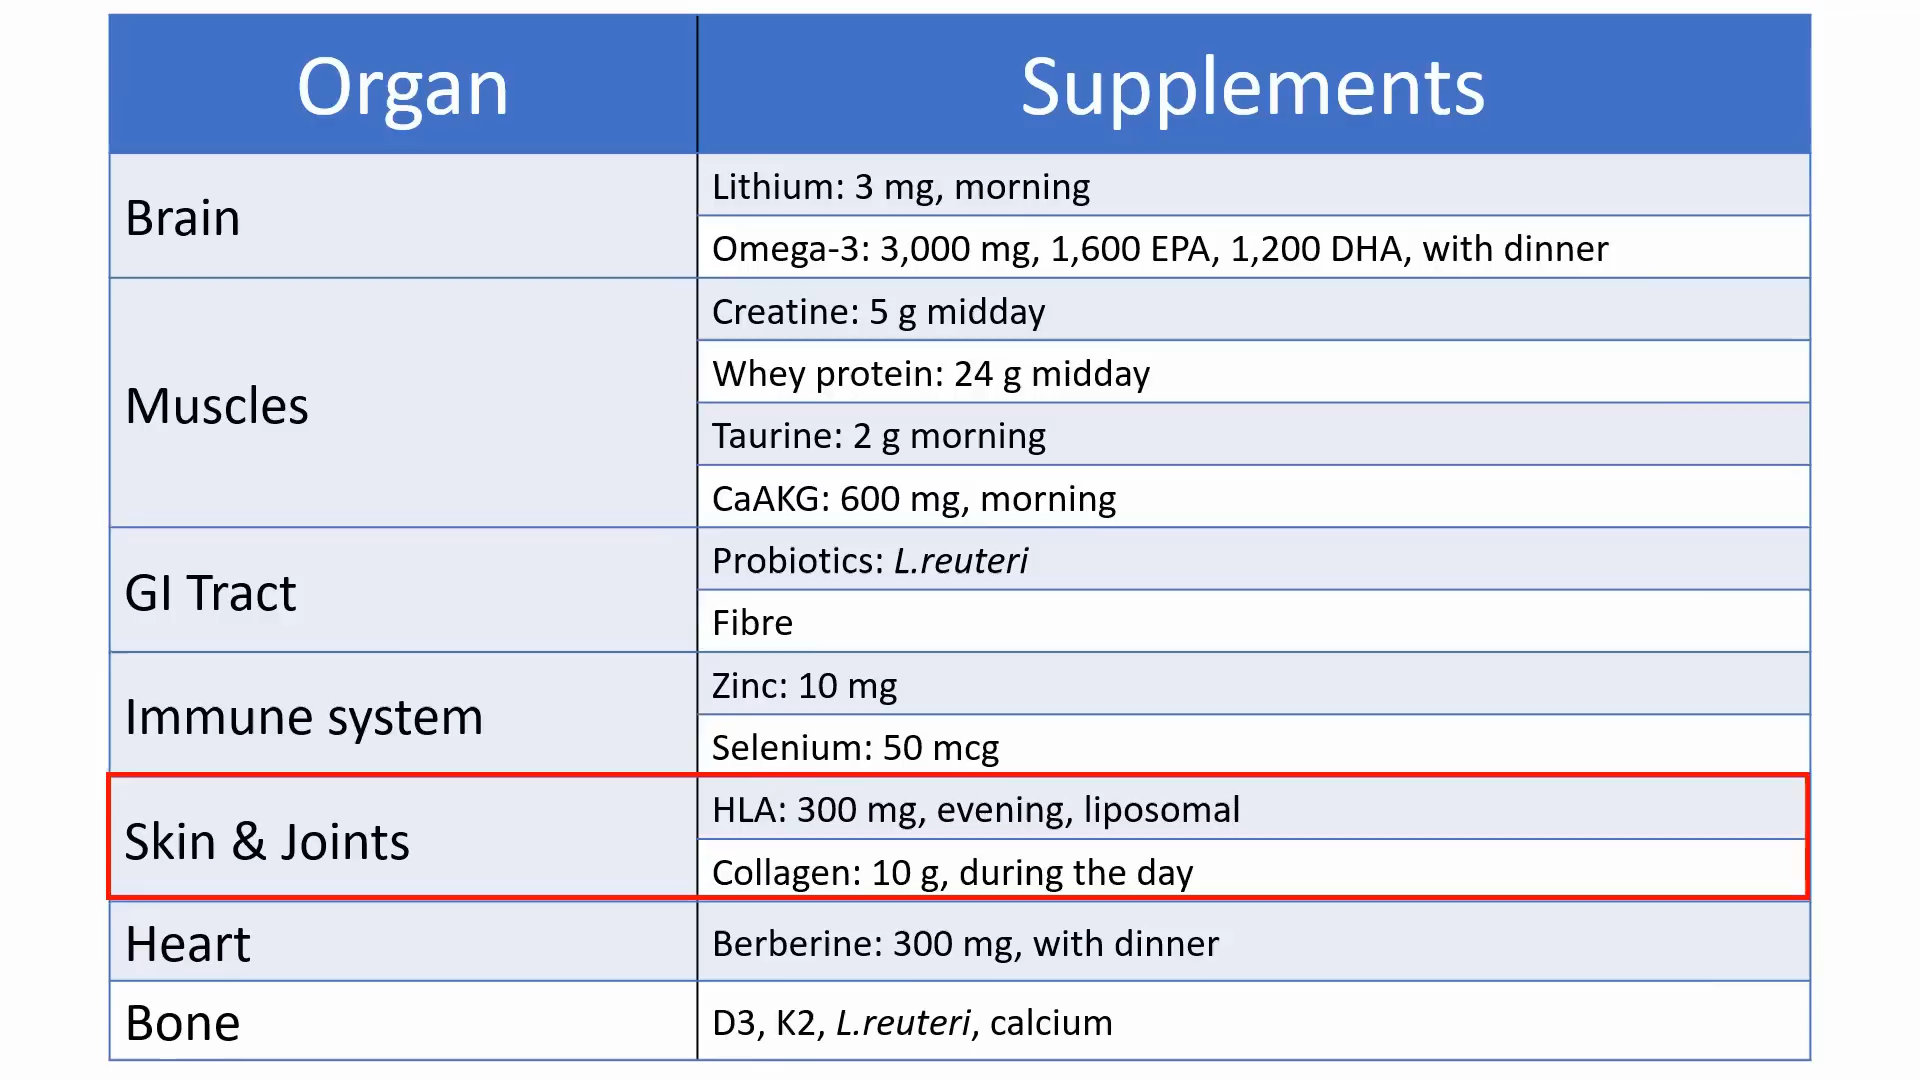 Organ
Supplements
Brain
Lithium: 3 mg, morning
Omega-3: 3,000 mg, 1,600 EPA, 1,200 DHA, with dinner
Muscles
Creatine: 5 g midday
Whey protein: 24 g midday
Taurine: 2 g morning
CaAKG: 600 mg, morning
GI Tract
Probiotics: L.reuteri
Fibre
Immune system
Zinc: 10 mg
Selenium: 50 mcg
Skin & Joints
HLA: 300 mg, evening, liposomal
Collagen: 10 g, during the day
Heart
Berberine: 300 mg, with dinner
Bone
D3, K2, L.reuteri, calcium